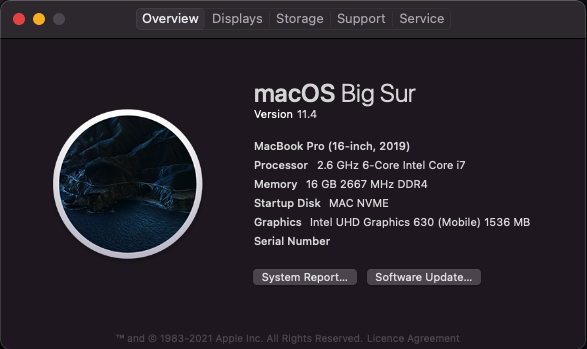 Overview Displays Storage Support Service
macOS Big Sur
Version 11.4
MacBook Pro (16-inch, 2019)
Processor 2.6 GHz 6-Core Intel Core i7
Memory 16 GB 2667 MHz DDR4
Startup Disk MAC NVME
Graphics Intel UHD Graphics 630 (Mobile) 1536 MB
Serial Number
System Report... Software Update...
™ and © 1983-2021 Apple Inc. All Rights Reserved. Licence Agreement